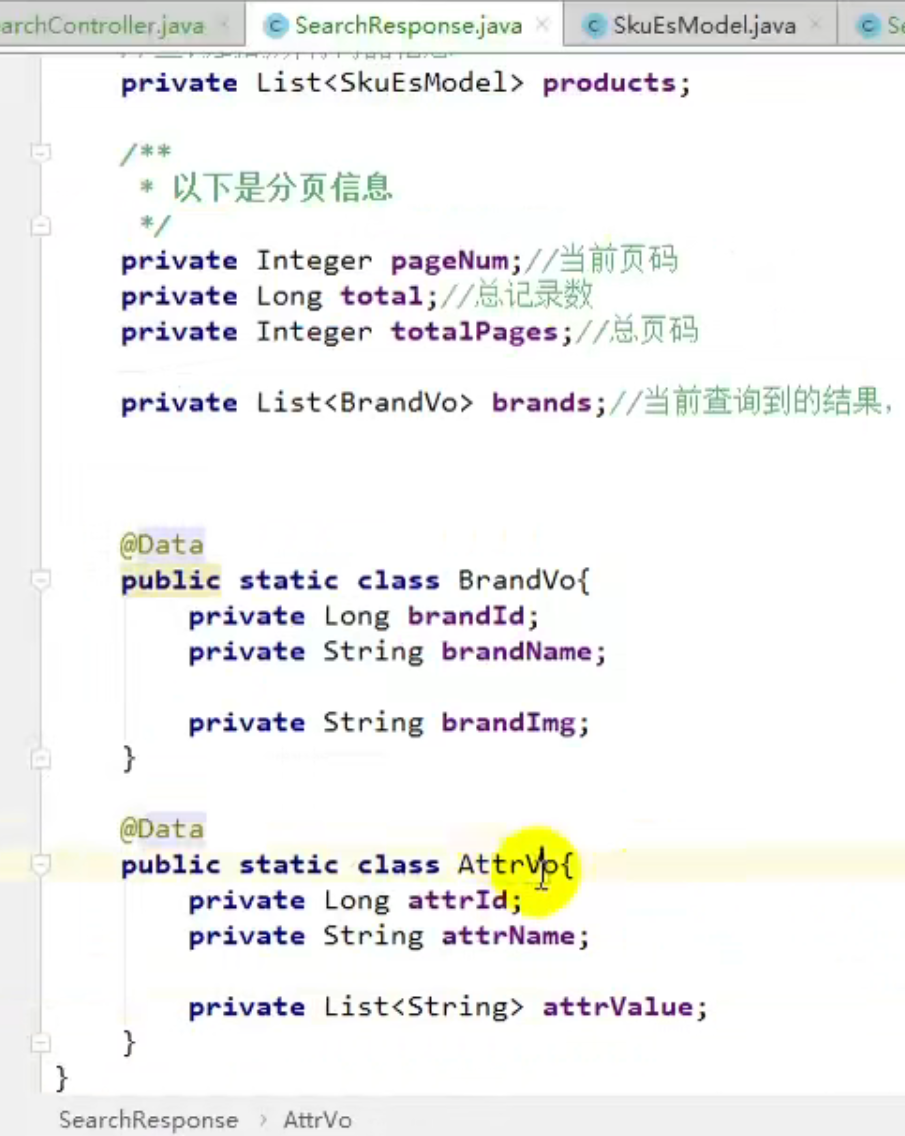 archController.java SearchResponse.java SkuEsModel.java Se
private List<SkuEsModel> products;
/**
* 以下是分页信息
*/
private Integer pageNum;//当前页码
private Long total;//总记录数
private Integer totalPages;//总页码
private List<BrandVo> brands;//当前查询到的结果，
@Data
public static class BrandVo{
private Long brandId;
private String brandName;
private String brandImg;
}
@Data
public static class AttrVo{
private Long attrId;
private String attrName;
private List<String> attrValue;
}
}
SearchResponse › AttrVo